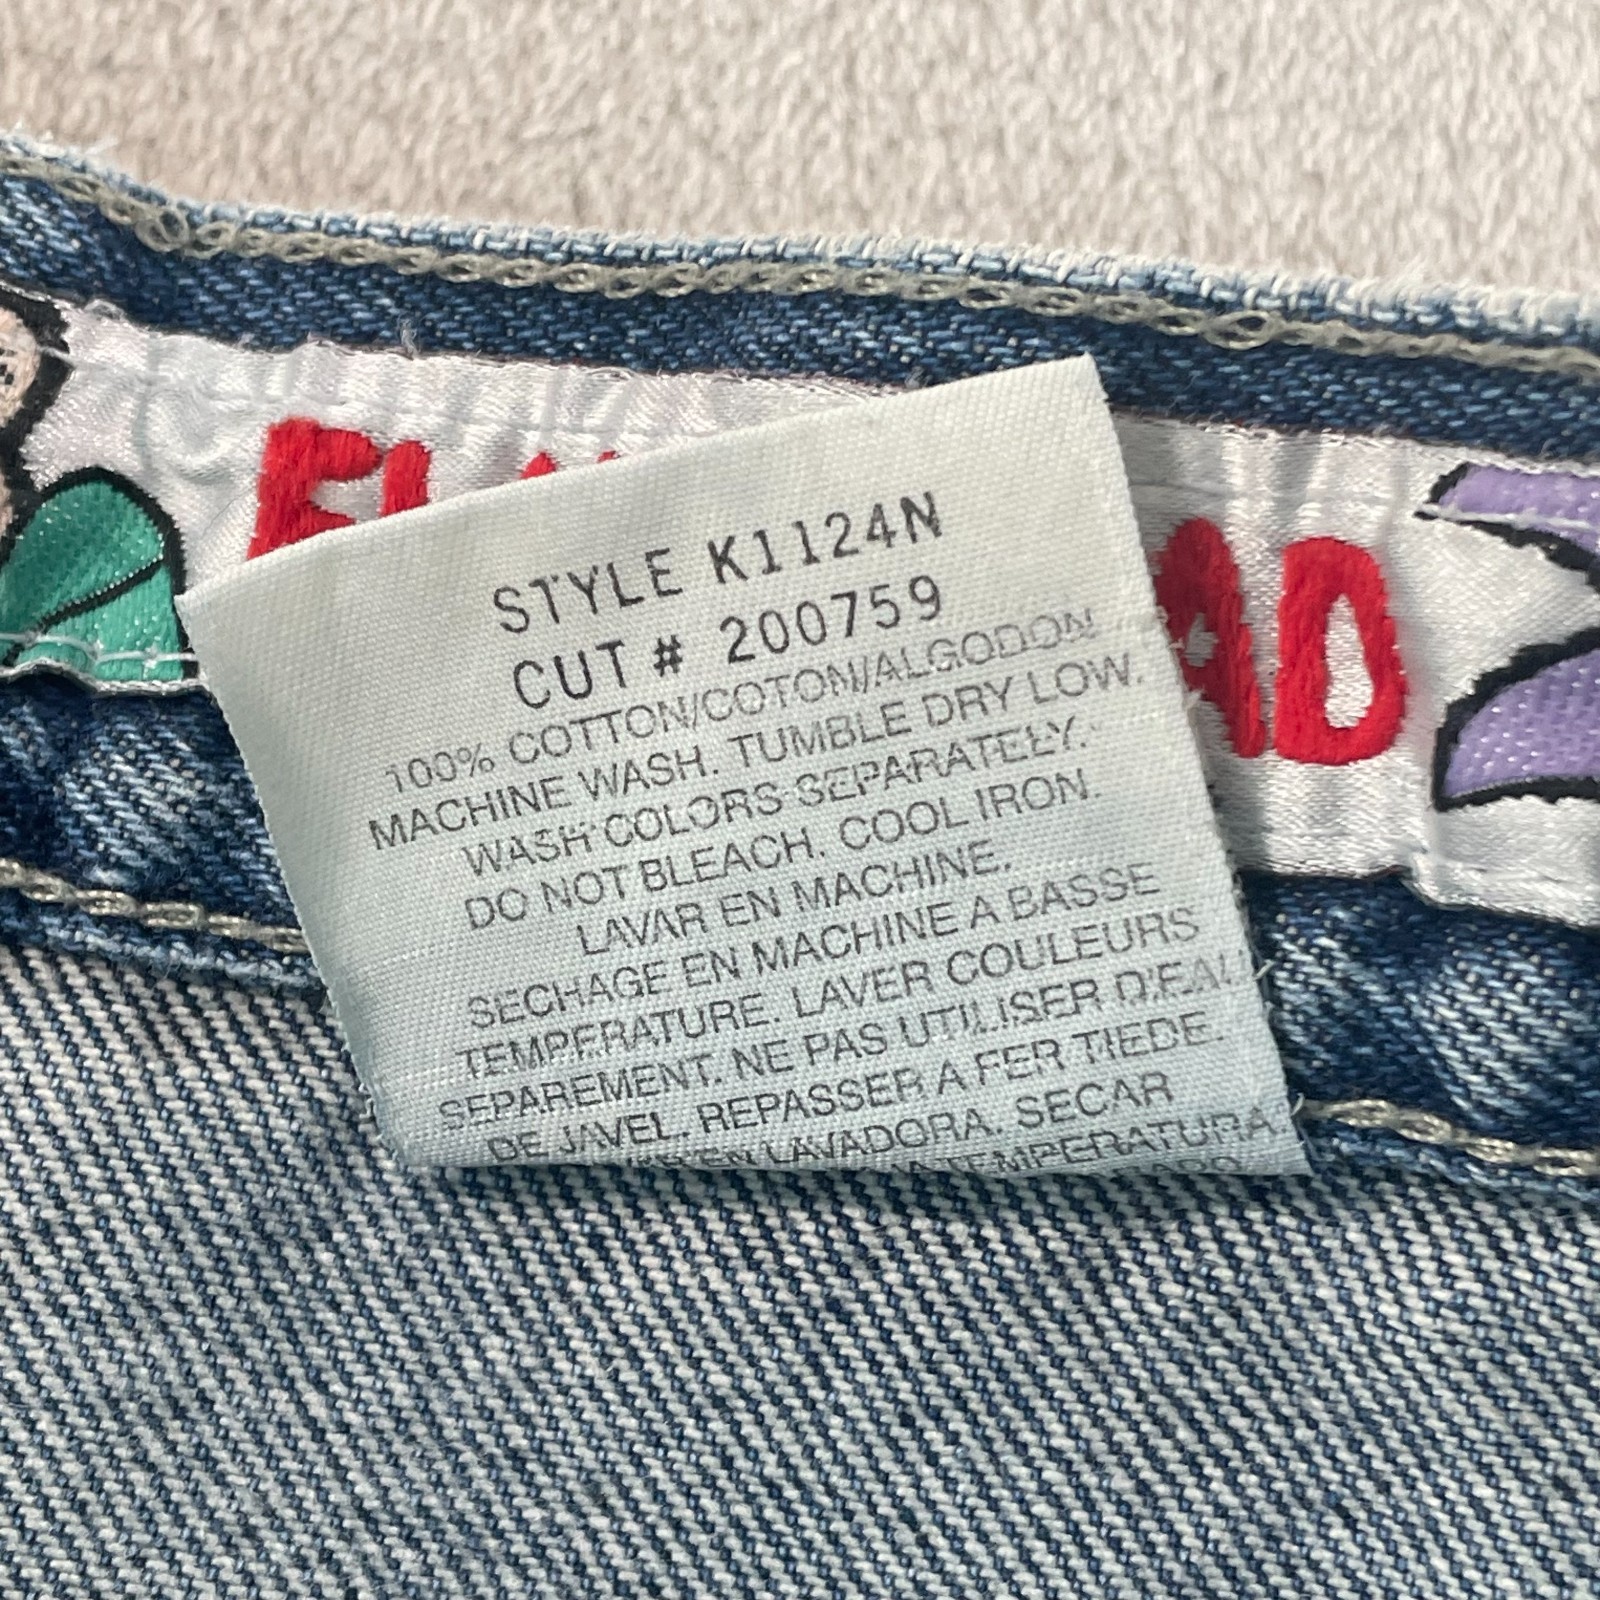 STYLE K1124N
CUT # 200759
100% COTTON/COTON/ALGODON
MACHINE WASH. TUMBLE DRY LOW.
WASH COLORS SEPARATELY.
DO NOT BLEACH. COOL IRON.
LAVAR EN MACHINE.
SECHAGE EN MACHINE A BASSE
TEMPERATURE. LAVER COULEURS
SEPAREMENT. NE PAS UTILISER D'EAU
DE JAVEL. REPASSER A FER TIEDE.
EN LAVADORA. SECAR
TEMPERATURA.